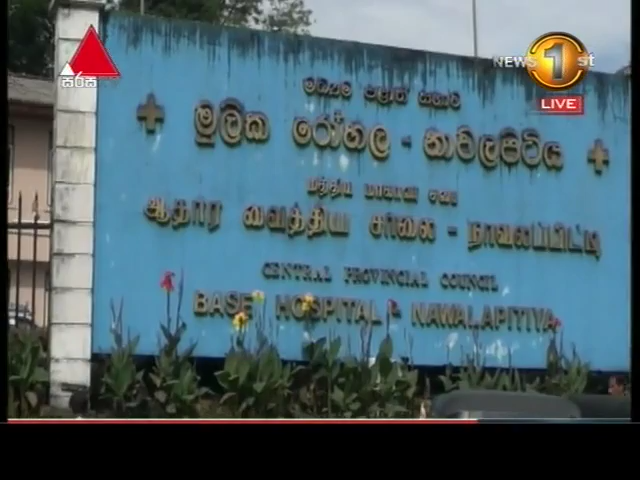 සිරස
NEWS 1st
LIVE
මධ්‍යම පළාත් සභාව
මූලික රෝහල - නාවලපිටිය
மத்திய மாகாண சபை
ஆதார வைத்திய சாலை - நாவலப்பிட்டி
CENTRAL PROVINCIAL COUNCIL
BASE HOSPITAL - NAWALAPITIYA